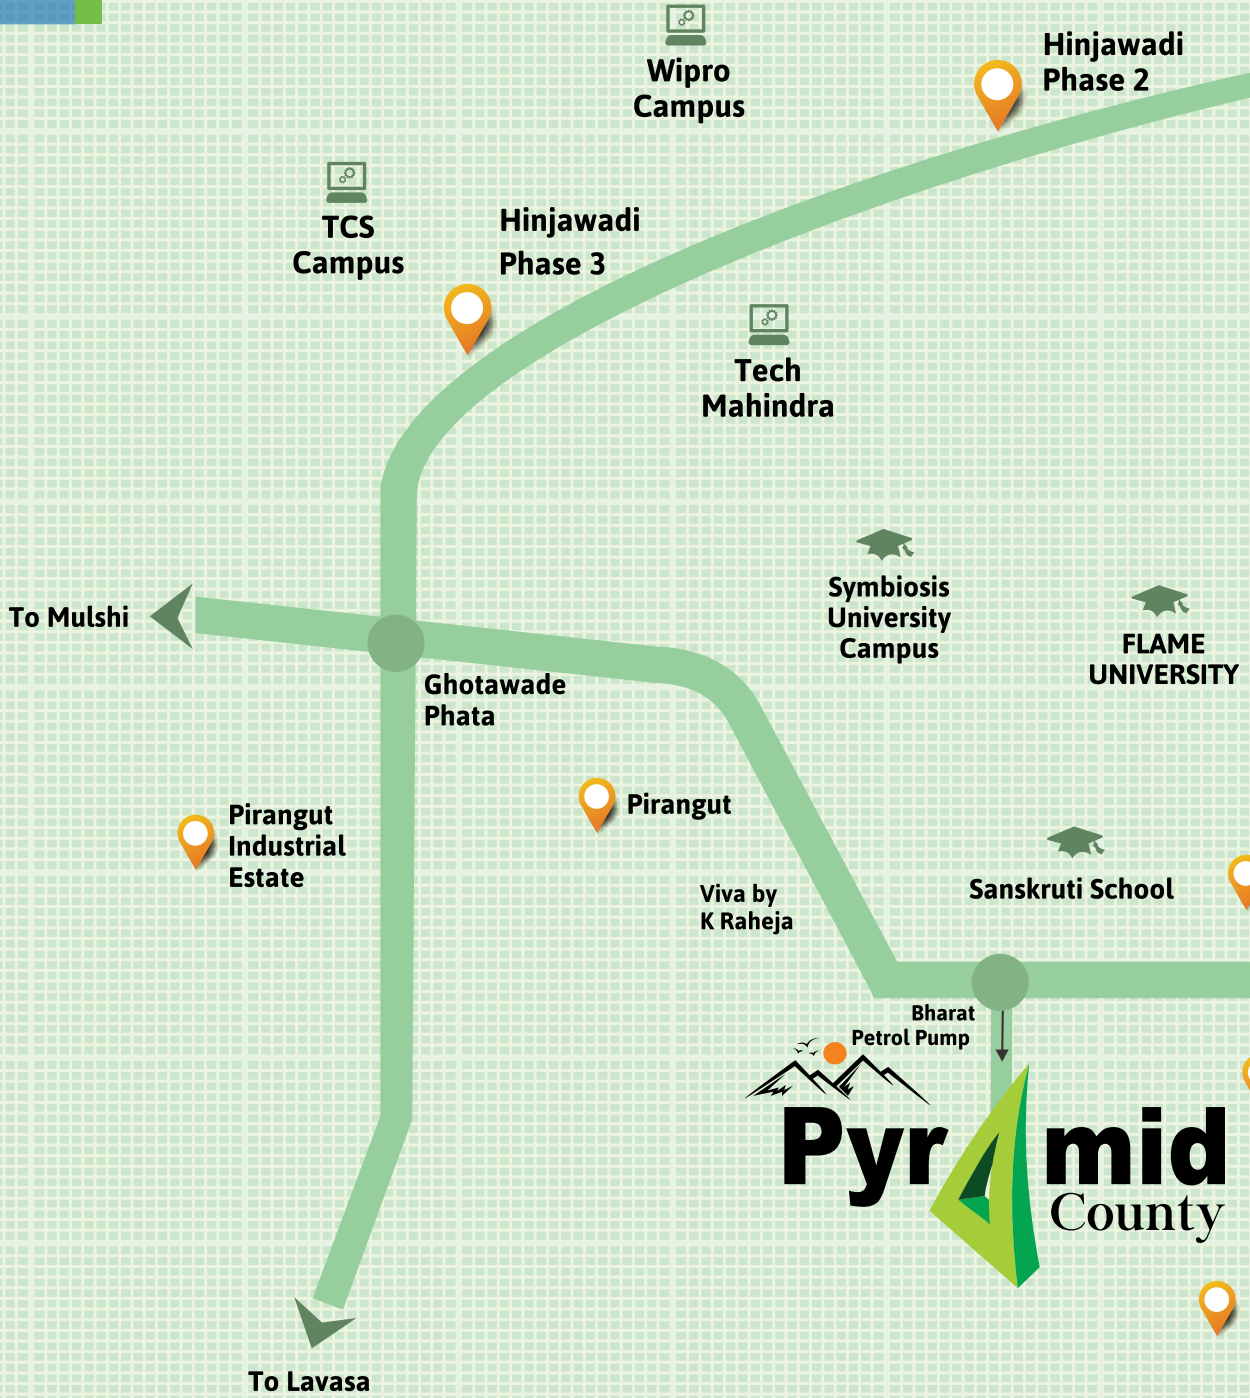 Wipro
Campus
Hinjawadi
Phase 2
TCS
Campus
Hinjawadi
Phase 3
Tech
Mahindra
Symbiosis
University
Campus
FLAME
UNIVERSITY
To Mulshi
Ghotawade
Phata
Pirangut
Pirangut
Industrial
Estate
Viva by
K Raheja
Sanskruti School
Bharat
Petrol Pump
Pyramid
County
To Lavasa